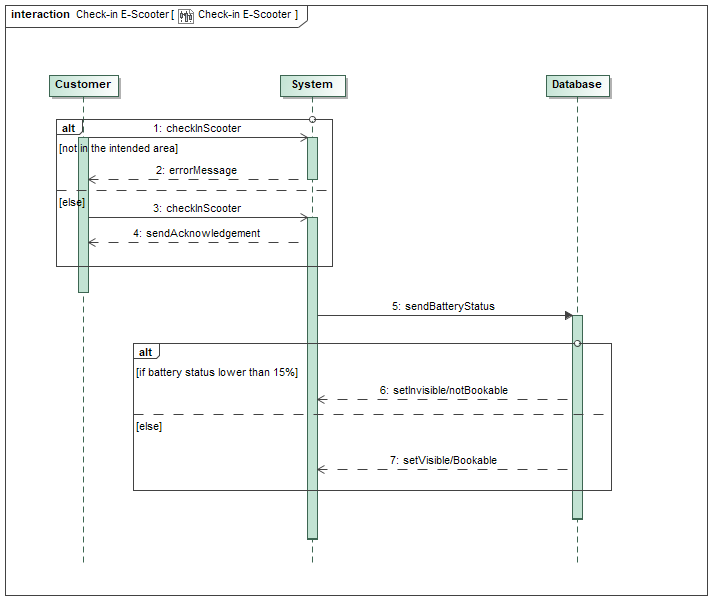 interaction Check-in E-Scooter [ Check-in E-Scooter ]
Customer System Database
alt
1: checkInScooter
[not in the intended area]
2: errorMessage
[else]
3: checkInScooter
4: sendAcknowledgement
5: sendBatteryStatus
alt
[if battery status lower than 15%]
6: setInvisible/notBookable
[else]
7: setVisible/Bookable